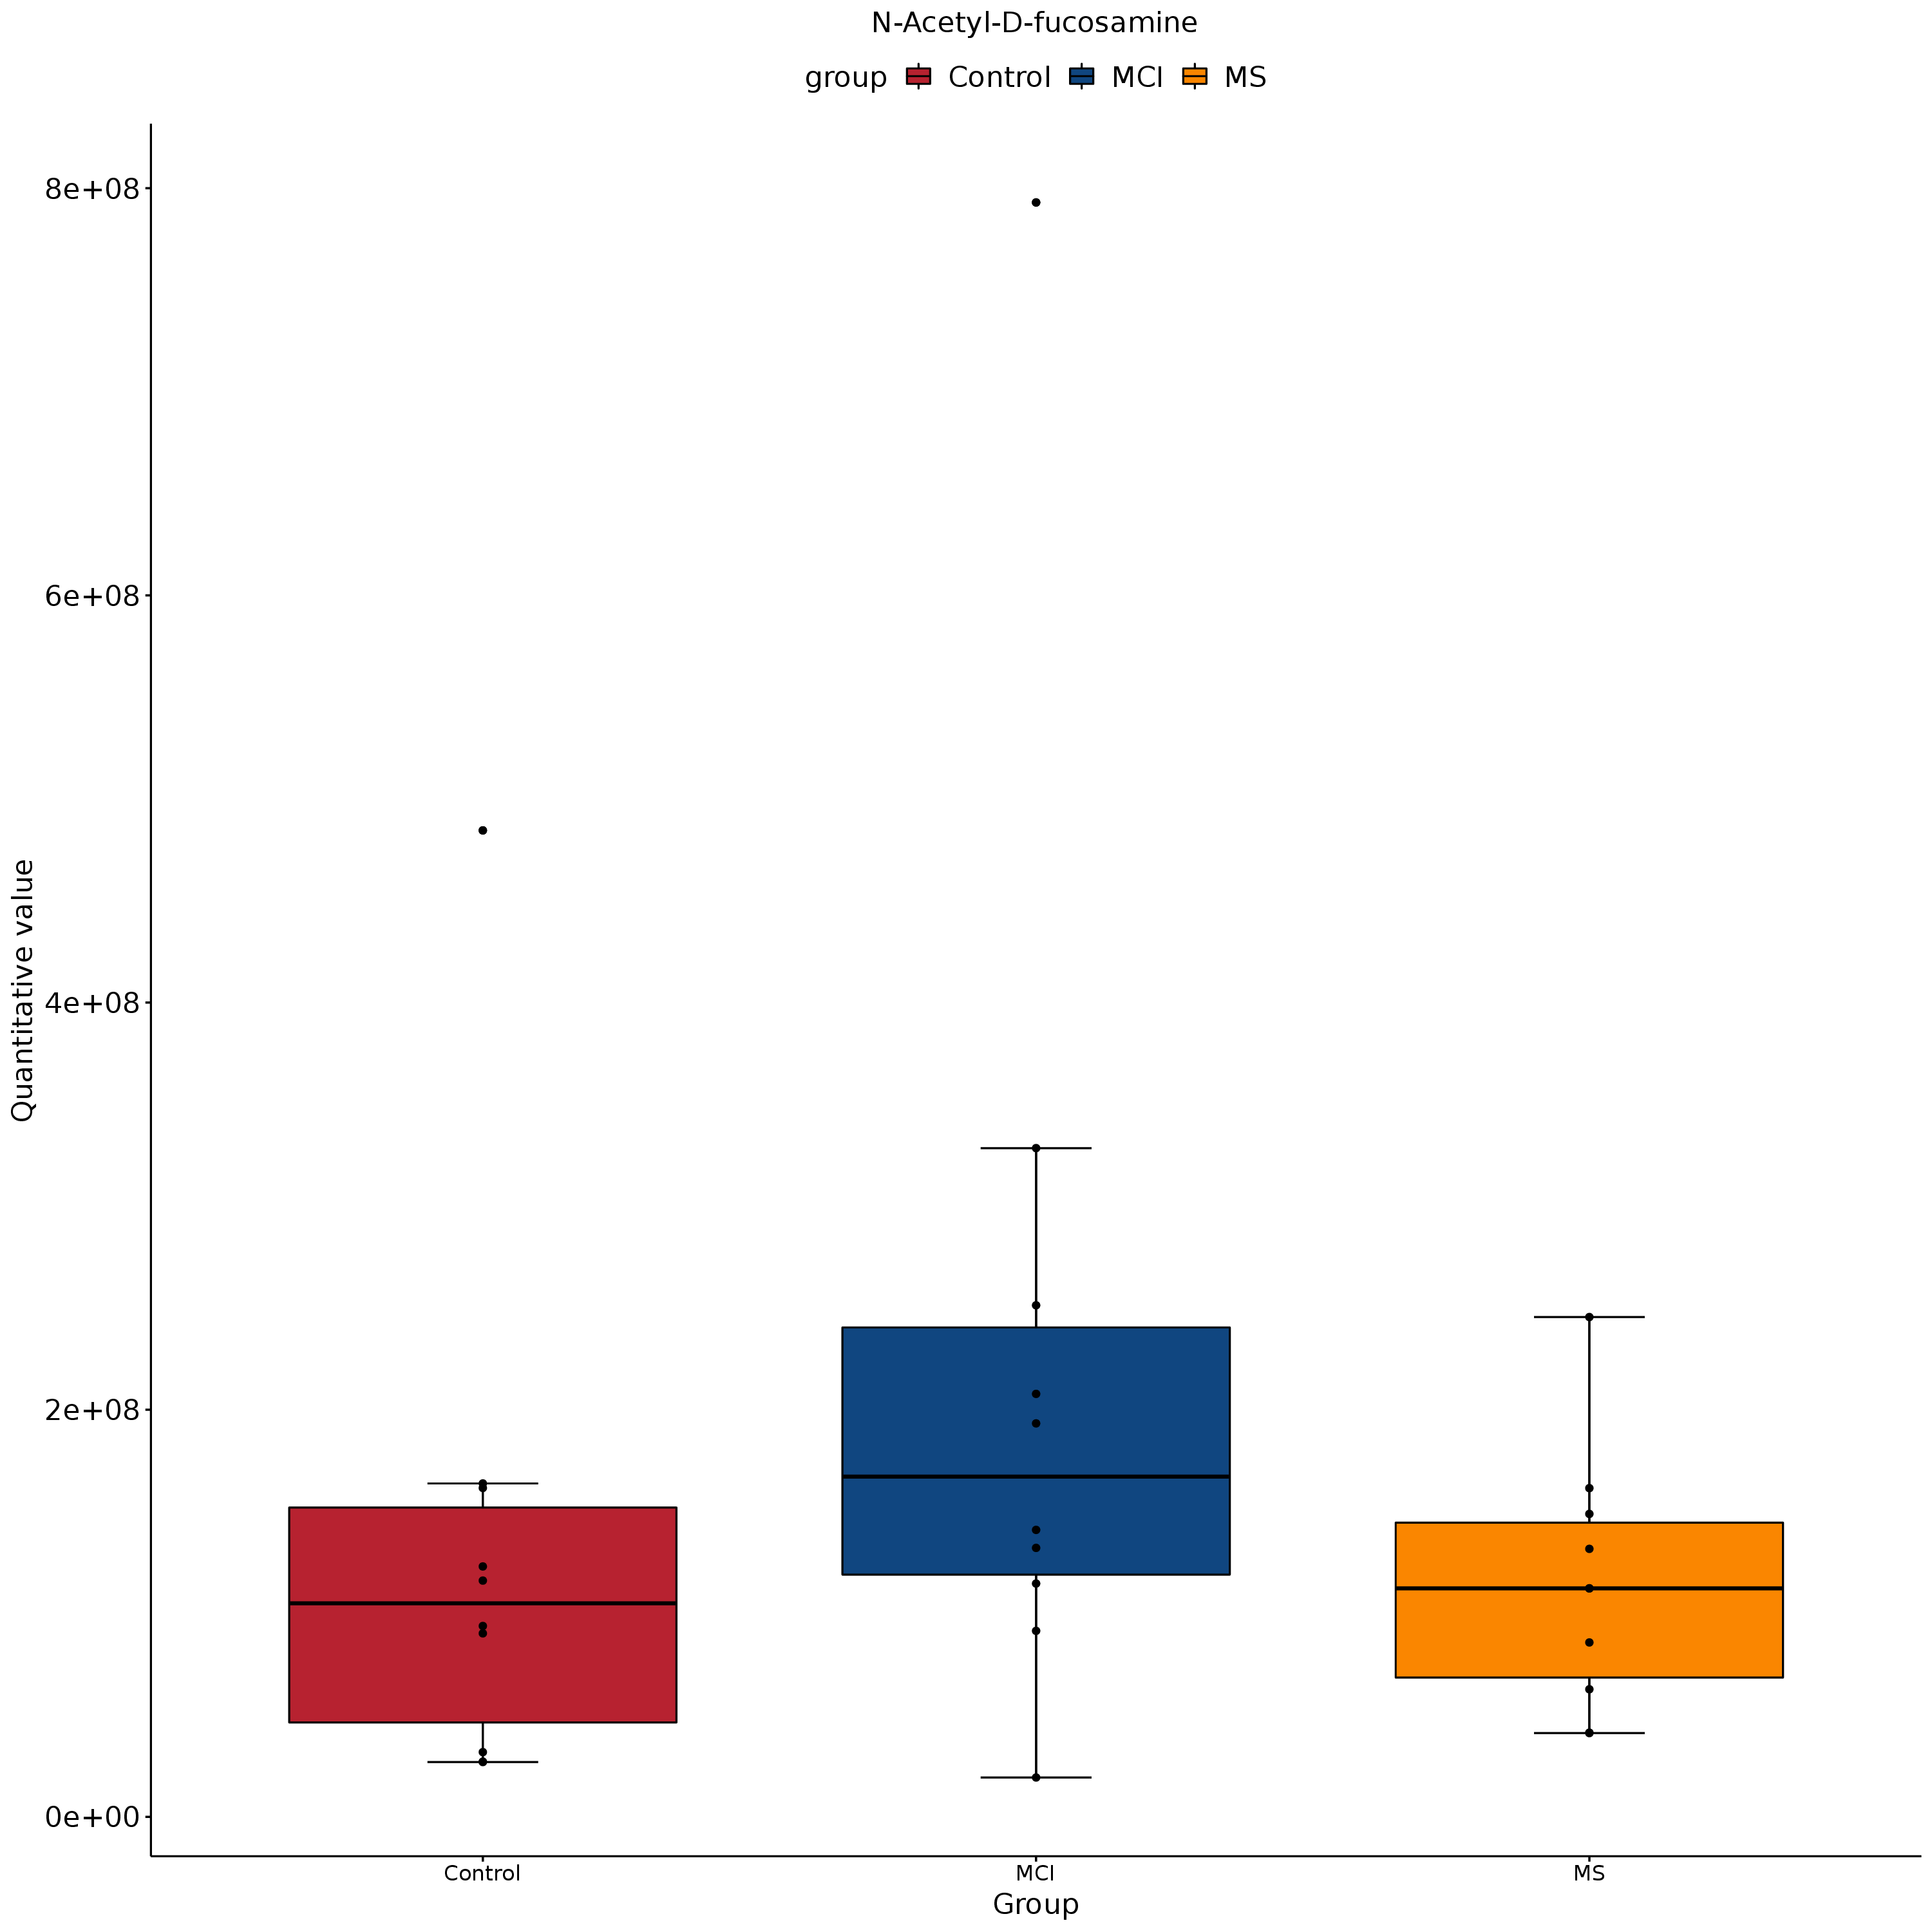 N-Acetyl-D-fucosamine
group Control MCI MS
Quantitative value
8e+08
6e+08
4e+08
2e+08
0e+00
Control MCI MS
Group